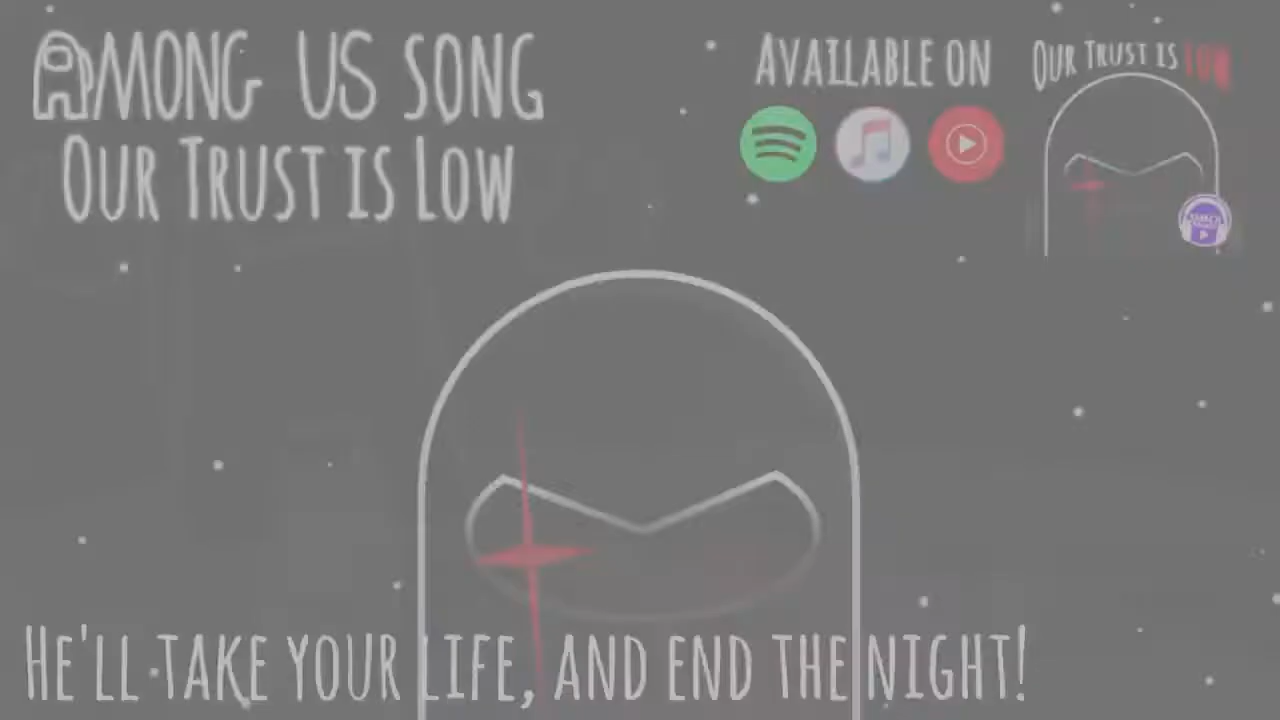 AMONG US SONG
OUR TRUST IS LOW
AVAILABLE ON
OUR TRUST IS LOW
HE'LL TAKE YOUR LIFE, AND END THE NIGHT!